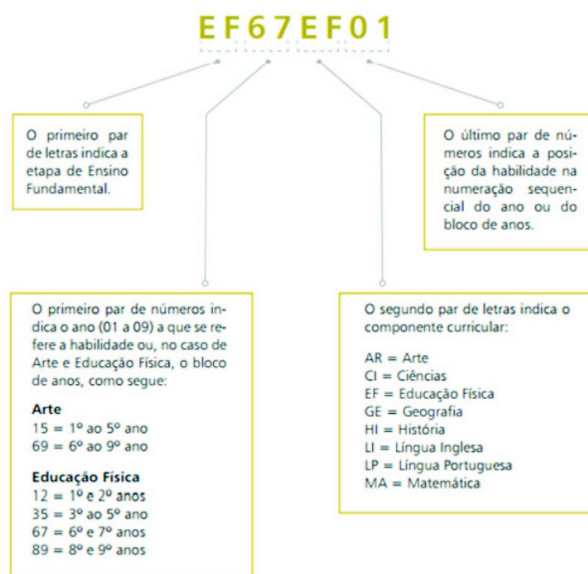 EF67EF01
O primeiro par
de letras indica a
etapa de Ensino
Fundamental.
O último par de nú-
meros indica a posi-
ção da habilidade na
numeração sequen-
cial do ano ou do
bloco de anos.
O primeiro par de números in-
dica o ano (01 a 09) a que se re-
fere a habilidade ou, no caso de
Arte e Educação Física, o bloco
de anos, como segue:
Arte
15 = 1º ao 5º ano
69 = 6º ao 9º ano
Educação Física
12 = 1º e 2º anos
35 = 3º ao 5º ano
67 = 6º e 7º anos
89 = 8º e 9º anos
O segundo par de letras indica o
componente curricular:
AR = Arte
CI = Ciências
EF = Educação Física
GE = Geografia
HI = História
LI = Língua Inglesa
LP = Língua Portuguesa
MA = Matemática